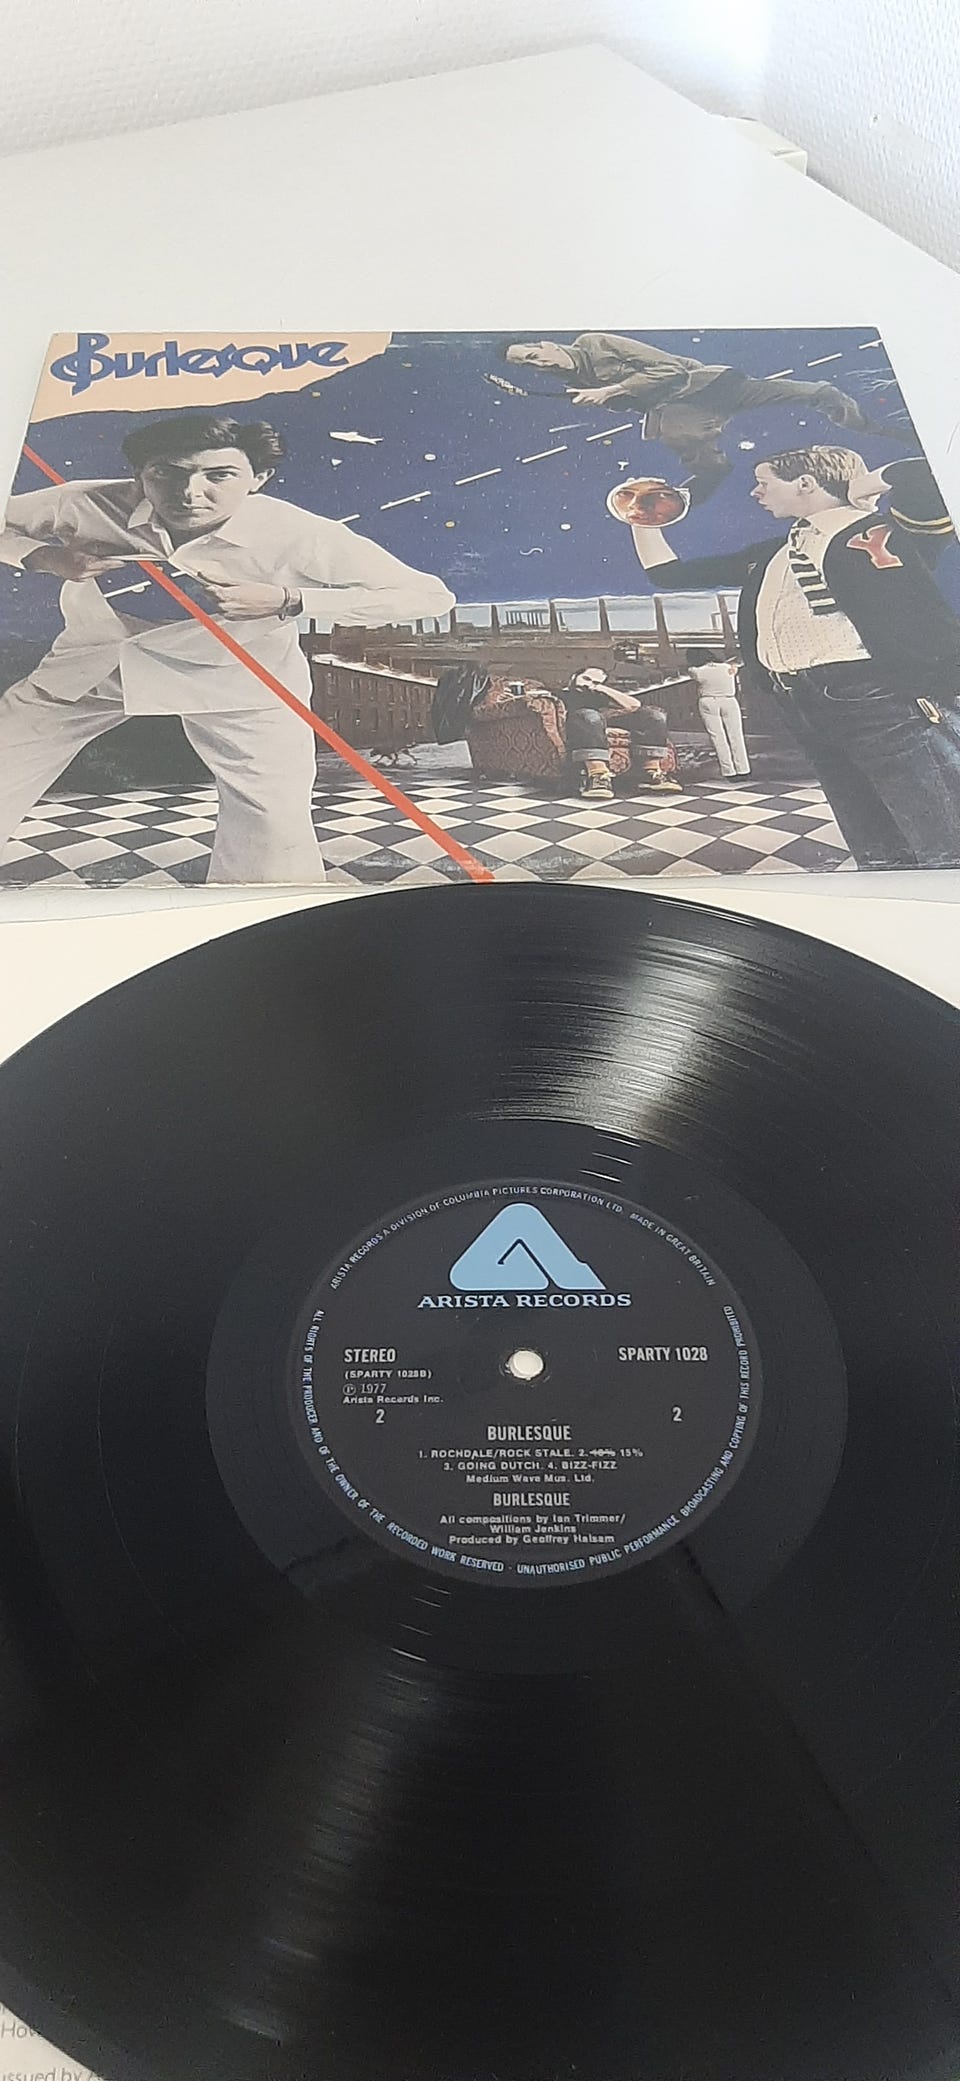 Burlesque
Y
ARISTA RECORDS A DIVISION OF COLUMBIA PICTURES CORPORATION LTD. MADE IN GREAT BRITAIN
ARISTA RECORDS
STEREO
SPARTY 1028
(SPARTY 1028B)
℗ 1977
Arista Records Inc.
2
2
BURLESQUE
1. ROCHDALE/ROCK STALE. 2. 10% 15%
3. GOING DUTCH. 4. BIZZ-FIZZ
Medium Wave Mus. Ltd.
BURLESQUE
All compositions by Ian Trimmer/
William Jenkins
Produced by Geoffrey Haslam
ALL RIGHTS OF THE PRODUCER AND OF THE OWNER OF THE RECORDED WORK RESERVED · UNAUTHORISED PUBLIC PERFORMANCE BROADCASTING AND COPYING OF THIS RECORD PROHIBITED
issued by